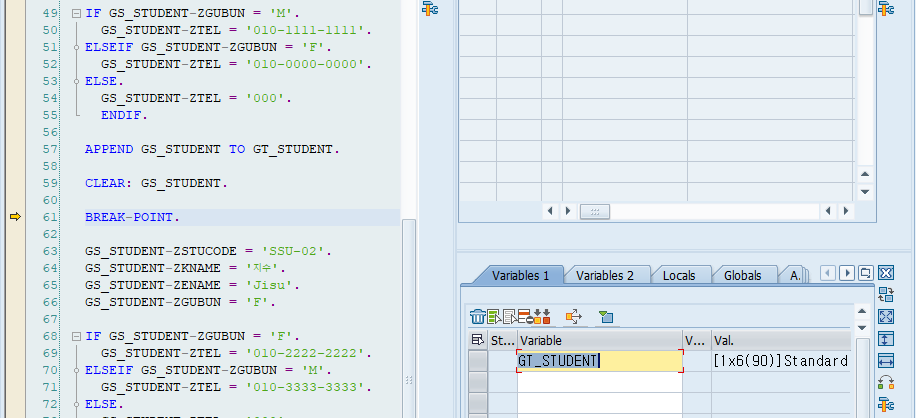 49 IF GS_STUDENT-ZGUBUN = 'M'.
50 GS_STUDENT-ZTEL = '010-1111-1111'.
51 ELSEIF GS_STUDENT-ZGUBUN = 'F'.
52 GS_STUDENT-ZTEL = '010-0000-0000'.
53 ELSE.
54 GS_STUDENT-ZTEL = '000'.
55 ENDIF.
56
57 APPEND GS_STUDENT TO GT_STUDENT.
58
59 CLEAR: GS_STUDENT.
60
61 BREAK-POINT.
62
63 GS_STUDENT-ZSTUCODE = 'SSU-02'.
64 GS_STUDENT-ZKNAME = '지수'.
65 GS_STUDENT-ZENAME = 'Jisu'.
66 GS_STUDENT-ZGUBUN = 'F'.
67
68 IF GS_STUDENT-ZGUBUN = 'F'
69 GS_STUDENT-ZTEL = '010-2222-2222'.
70 ELSEIF GS_STUDENT-ZGUBUN = 'M'.
71 GS_STUDENT-ZTEL = '010-3333-3333'.
72 ELSE.
Variables 1 Variables 2 Locals Globals A.
St... Variable V... Val.
GT_STUDENT [1x6(90)]Standard